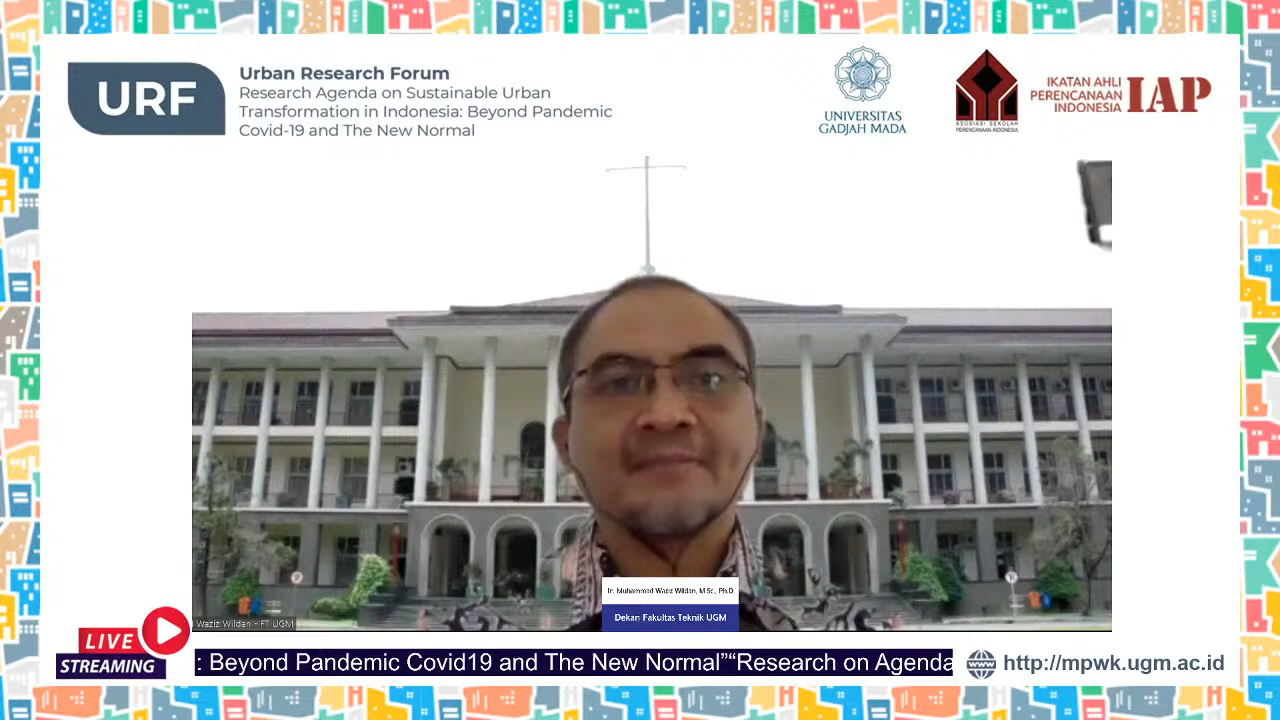 URF
Urban Research Forum
Research Agenda on Sustainable Urban
Transformation in Indonesia: Beyond Pandemic
Covid-19 and The New Normal
UNIVERSITAS
GADJAH MADA
ASOSIASI SEKOLAH
PERENCANAAN INDONESIA
IKATAN AHLI
PERENCANAAN
INDONESIA
IAP
Ir. Muhammad Waziz Wildan, M.Sc., Ph.D.
Dekan Fakultas Teknik UGM
Waziz Wildan - FT UGM
LIVE
STREAMING
: Beyond Pandemic Covid19 and The New Normal”“Research on Agenda
http://mpwk.ugm.ac.id